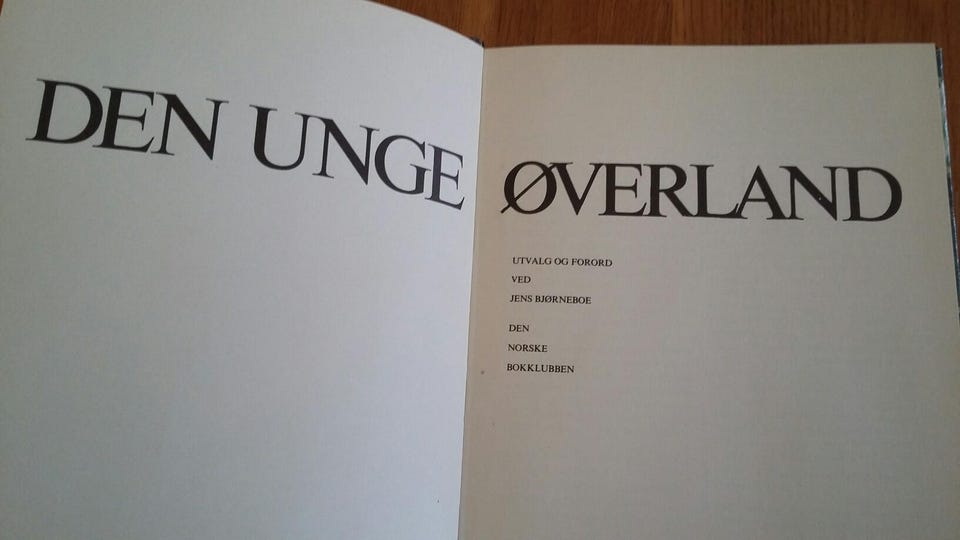 DEN UNGE ØVERLAND
UTVALG OG FORORD
VED
JENS BJØRNEBOE
DEN
NORSKE
BOKKLUBBEN